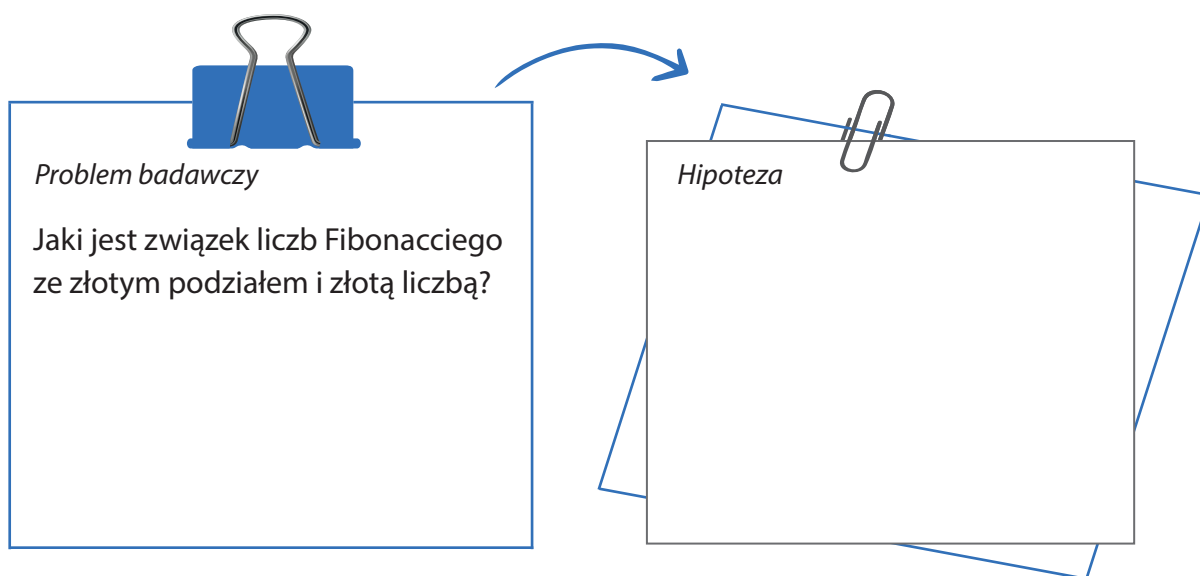 Problem badawczy
Jaki jest związek liczb Fibonacciego
ze złotym podziałem i złotą liczbą?
Hipoteza